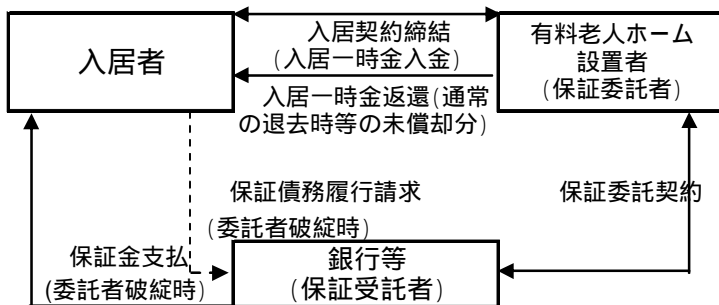 入居者
入居契約締結
(入居一時金入金)
入居一時金返還(通常
の退去時等の未償却分)
有料老人ホーム
設置者
(保証委託者)
保証債務履行請求
(委託者破綻時)
保証委託契約
保証金支払
(委託者破綻時)
銀行等
(保証受託者)